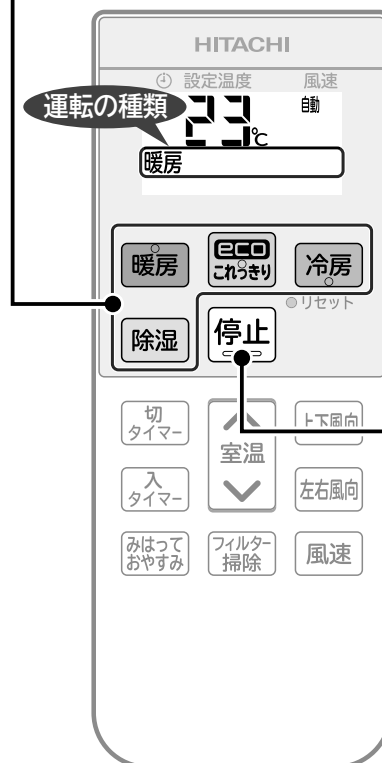 HITACHI
設定温度 風速
運転の種類
23℃ 自動
暖房
暖房
eco
これっきり
冷房
リセット
除湿
停止
切
タイマー
室温
上下風向
入
タイマー
左右風向
みはって
おやすみ
フィルター
掃除
風速